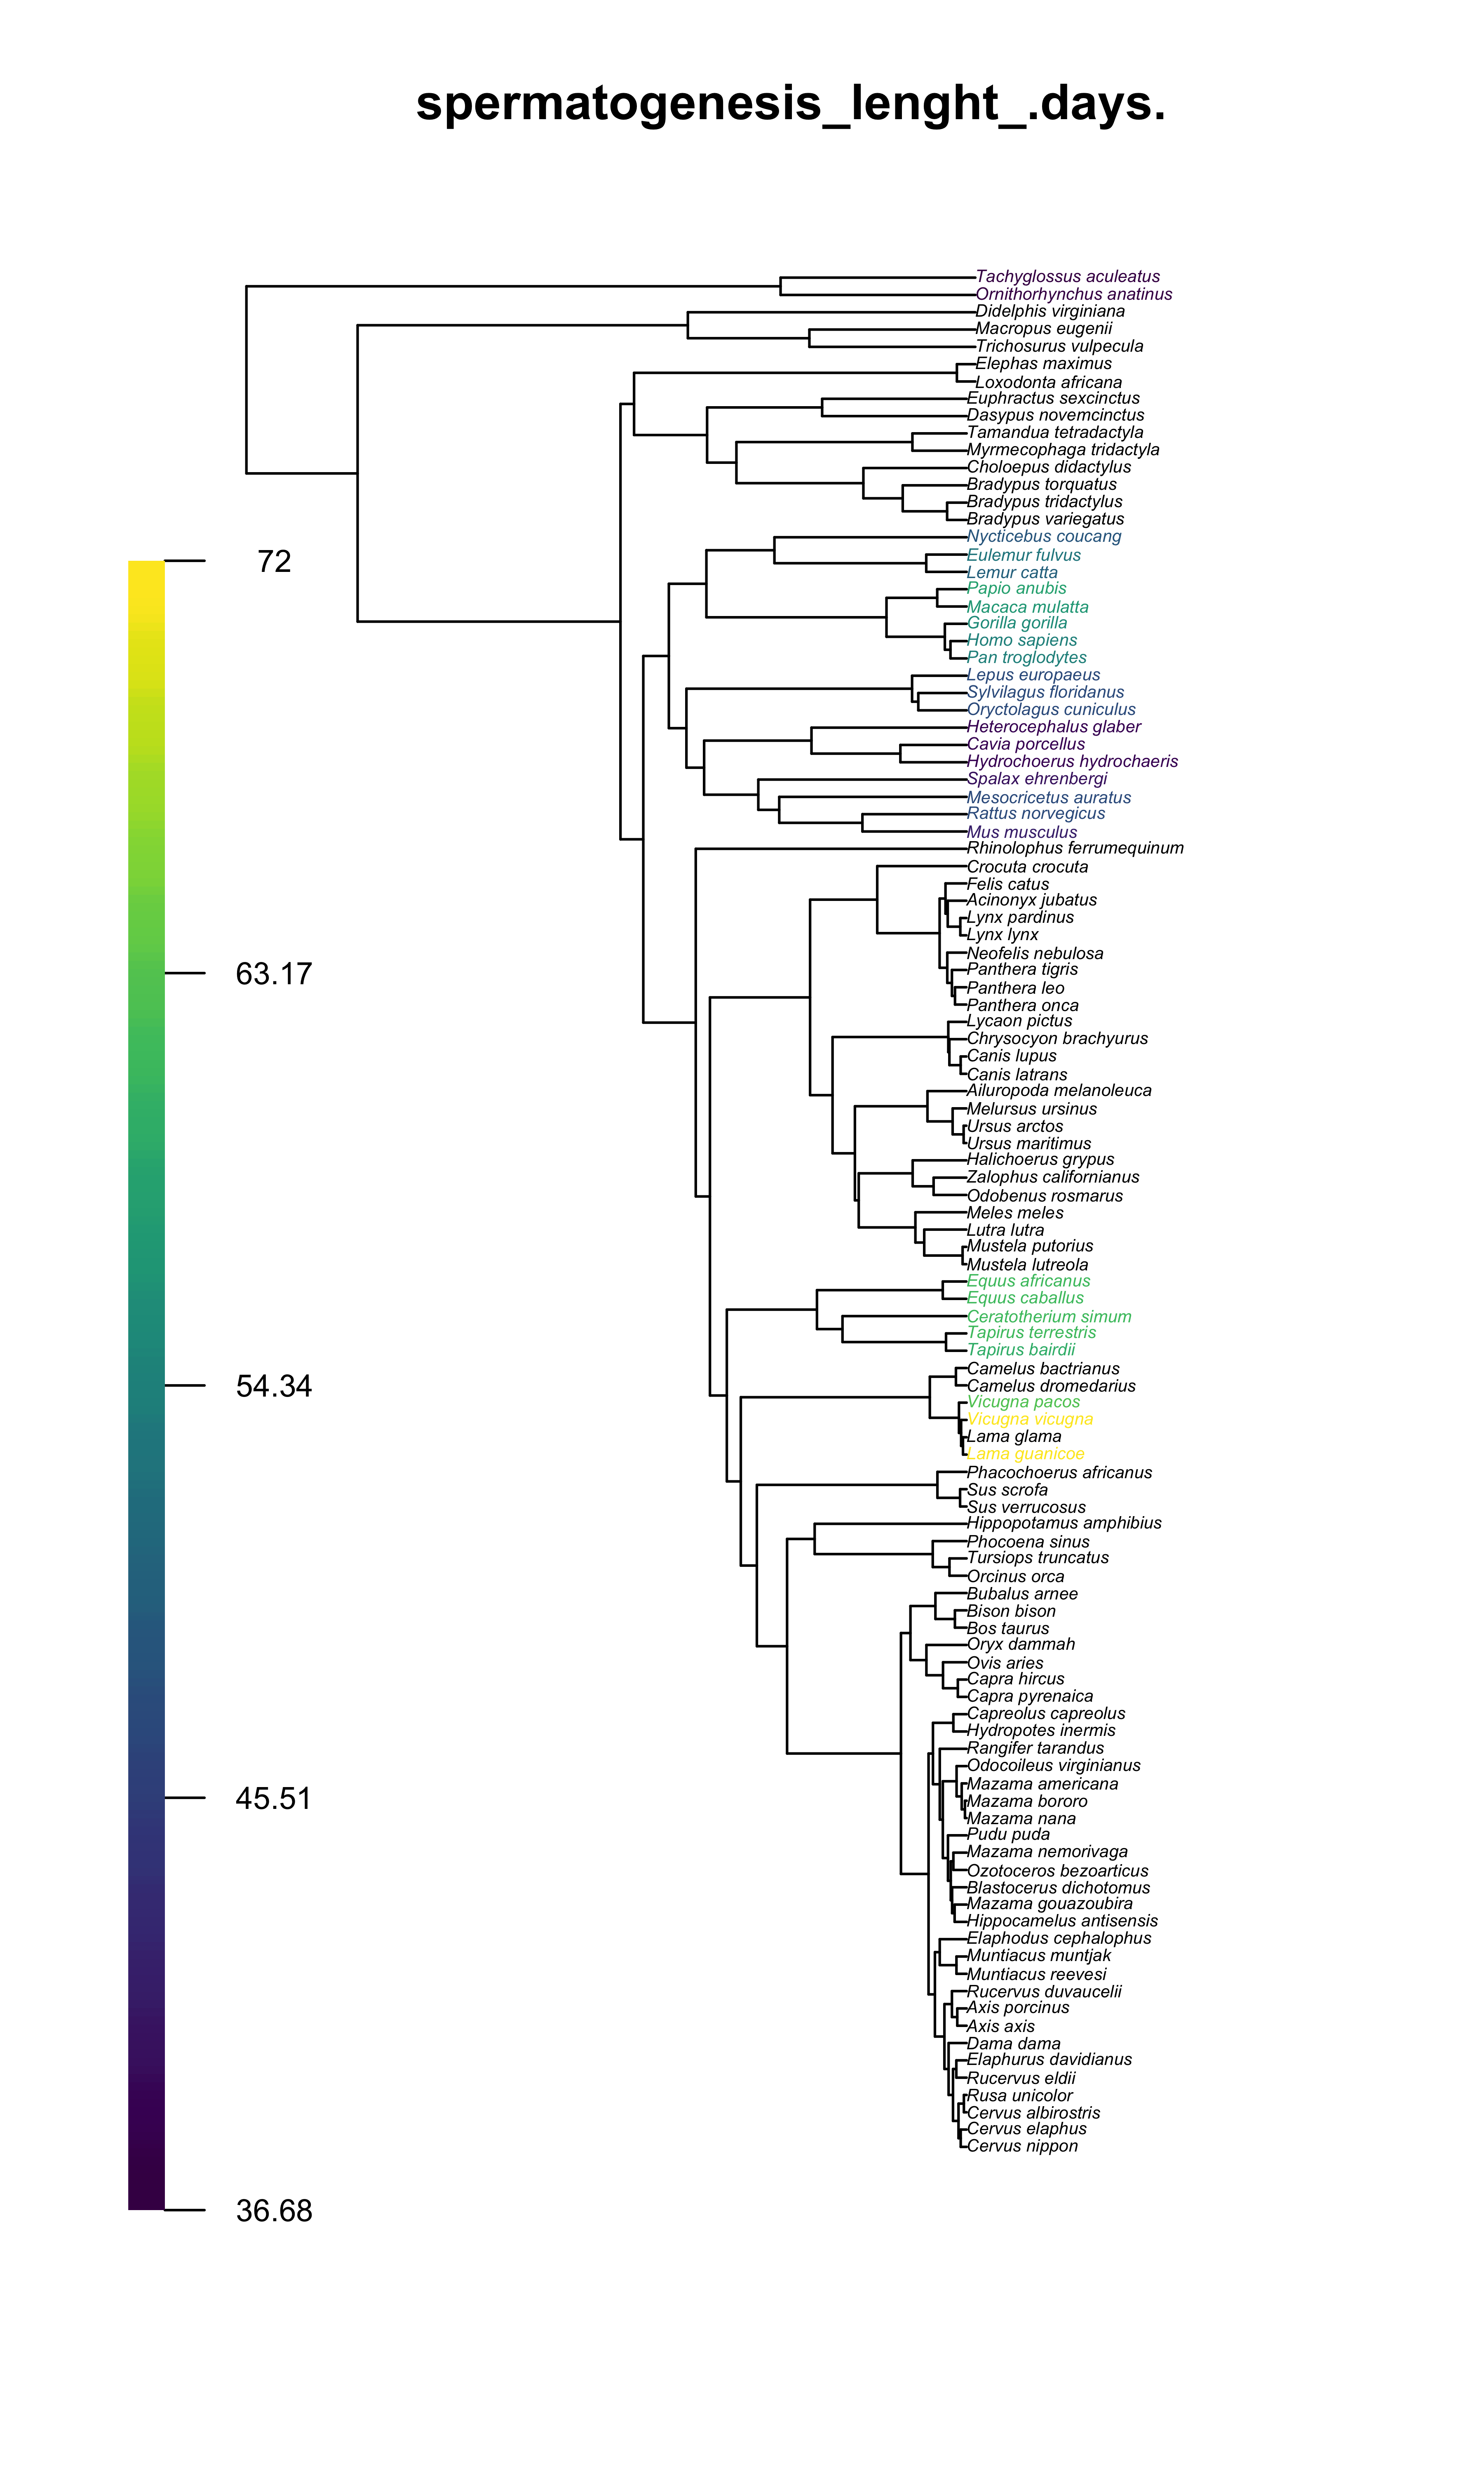 spermatogenesis_lenght_.days.
Tachyglossus aculeatus
Ornithorhynchus anatinus
Didelphis virginiana
Macropus eugenii
Trichosurus vulpecula
Elephas maximus
Loxodonta africana
Euphractus sexcinctus
Dasypus novemcinctus
Tamandua tetradactyla
Myrmecophaga tridactyla
Choloepus didactylus
Bradypus torquatus
Bradypus tridactylus
Bradypus variegatus
Nycticebus coucang
Eulemur fulvus
Lemur catta
Papio anubis
Macaca mulatta
Gorilla gorilla
Homo sapiens
Pan troglodytes
Lepus europaeus
Sylvilagus floridanus
Oryctolagus cuniculus
Heterocephalus glaber
Cavia porcellus
Hydrochoerus hydrochaeris
Spalax ehrenbergi
Mesocricetus auratus
Rattus norvegicus
Mus musculus
Rhinolophus ferrumequinum
Crocuta crocuta
Felis catus
Acinonyx jubatus
Lynx pardinus
Lynx lynx
Neofelis nebulosa
Panthera tigris
Panthera leo
Panthera onca
Lycaon pictus
Chrysocyon brachyurus
Canis lupus
Canis latrans
Ailuropoda melanoleuca
Melursus ursinus
Ursus arctos
Ursus maritimus
Halichoerus grypus
Zalophus californianus
Odobenus rosmarus
Meles meles
Lutra lutra
Mustela putorius
Mustela lutreola
Equus africanus
Equus caballus
Ceratotherium simum
Tapirus terrestris
Tapirus bairdii
Camelus bactrianus
Camelus dromedarius
Vicugna pacos
Vicugna vicugna
Lama glama
Lama guanicoe
Phacochoerus africanus
Sus scrofa
Sus verrucosus
Hippopotamus amphibius
Phocoena sinus
Tursiops truncatus
Orcinus orca
Bubalus arnee
Bison bison
Bos taurus
Oryx dammah
Ovis aries
Capra hircus
Capra pyrenaica
Capreolus capreolus
Hydropotes inermis
Rangifer tarandus
Odocoileus virginianus
Mazama americana
Mazama bororo
Mazama nana
Pudu puda
Mazama nemorivaga
Ozotoceros bezoarticus
Blastocerus dichotomus
Mazama gouazoubira
Hippocamelus antisensis
Elaphodus cephalophus
Muntiacus muntjak
Muntiacus reevesi
Rucervus duvaucelii
Axis porcinus
Axis axis
Dama dama
Elaphurus davidianus
Rucervus eldii
Rusa unicolor
Cervus albirostris
Cervus elaphus
Cervus nippon
72
63.17
54.34
45.51
36.68